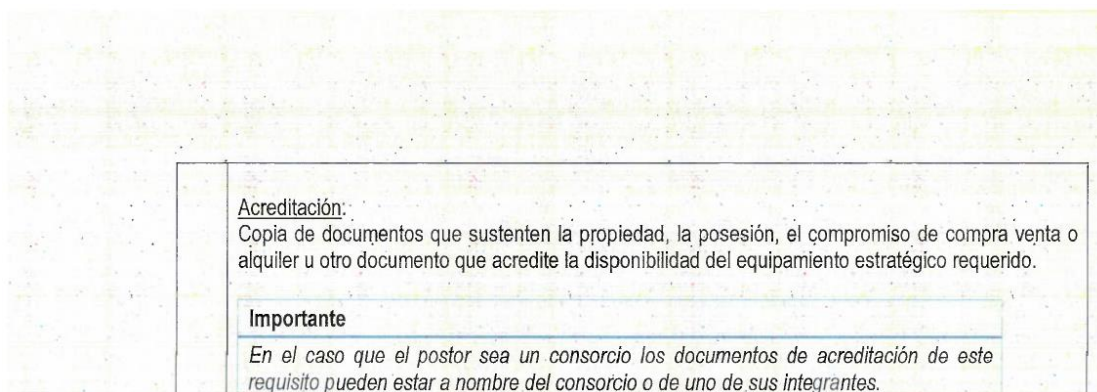 Acreditación:
Copia de documentos que sustenten la propiedad, la posesión, el compromiso de compra venta o
alquiler u otro documento que acredite la disponibilidad del equipamiento estratégico requerido.
Importante
En el caso que el postor sea un consorcio los documentos de acreditación de este
requisito pueden estar a nombre del consorcio o de uno de sus integrantes.